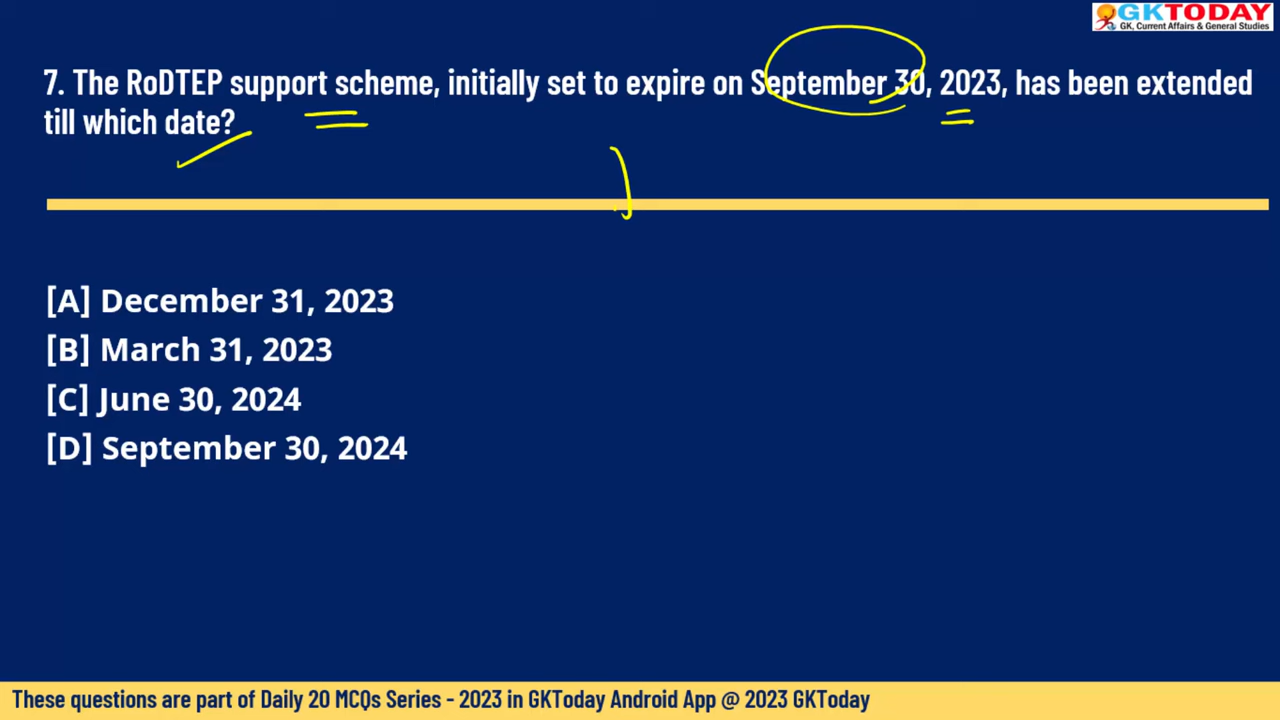 GKTODAY
GK, Current Affairs & General Studies
7. The RoDTEP support scheme, initially set to expire on September 30, 2023, has been extended
till which date?
[A] December 31, 2023
[B] March 31, 2023
[C] June 30, 2024
[D] September 30, 2024
These questions are part of Daily 20 MCQs Series - 2023 in GKToday Android App @ 2023 GKToday